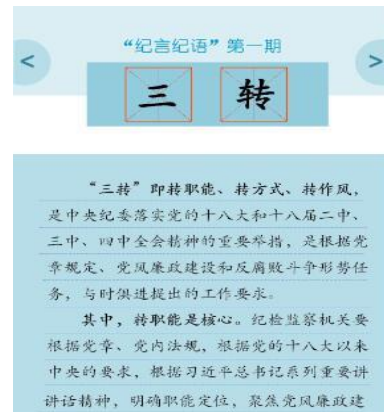 “纪言纪语”第一期
<
>
三转
“三转”即转职能、转方式、转作风，
是中央纪委落实党的十八大和十八届二中、
三中、四中全会精神的重要举措，是根据党
章规定、党风廉政建设和反腐败斗争形势任
务，与时俱进提出的工作要求。
其中，转职能是核心。纪检监察机关要
根据党章、党内法规，根据党的十八大以来
中央的要求，根据习近平总书记系列重要讲
讲话精神，明确职能定位，聚焦党风廉政建